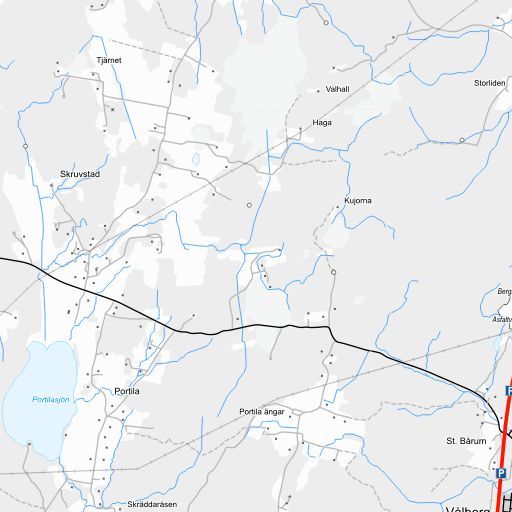 Tjärnet
Valhall
Storliden
Haga
Skruvstad
Kujorna
Berg
Asfaltv
Portilasjön
Portila
Portila ängar
P
St. Bårum
P
Skräddaråsen
Vålberg